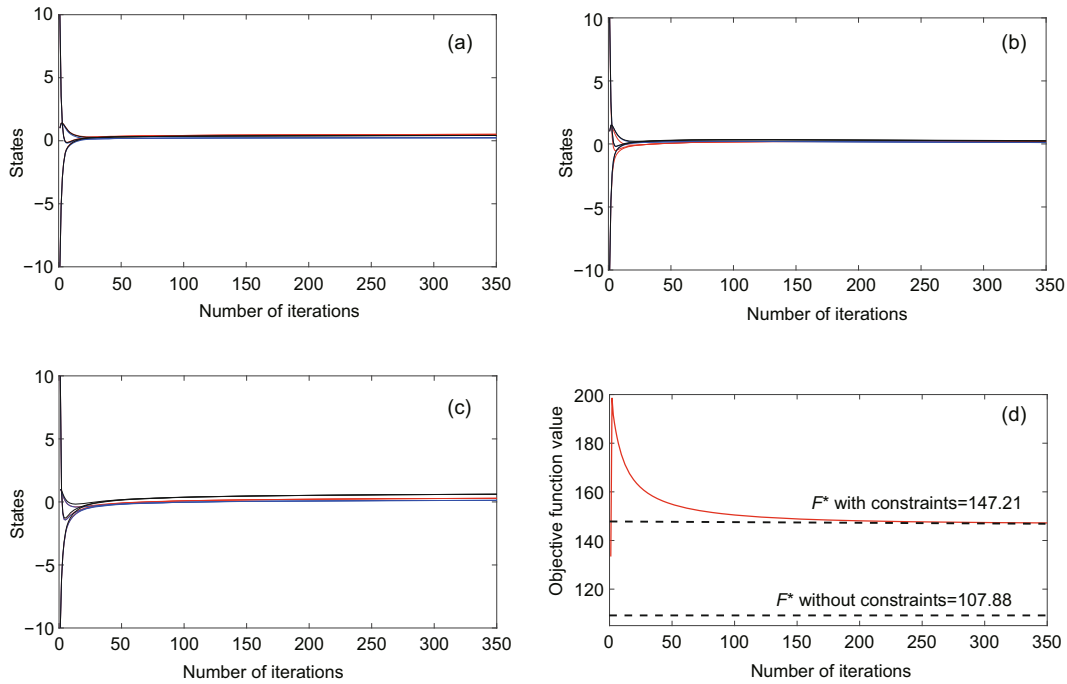 10
5
0
−5
−10
States
(a)
0 50 100 150 200 250 300 350
Number of iterations
10
5
0
−5
−10
States
(b)
0 50 100 150 200 250 300 350
Number of iterations
10
5
0
−5
−10
States
(c)
0 50 100 150 200 250 300 350
Number of iterations
200
180
160
140
120
Objective function value
(d)
F* with constraints=147.21
F* without constraints=107.88
0 50 100 150 200 250 300 350
Number of iterations